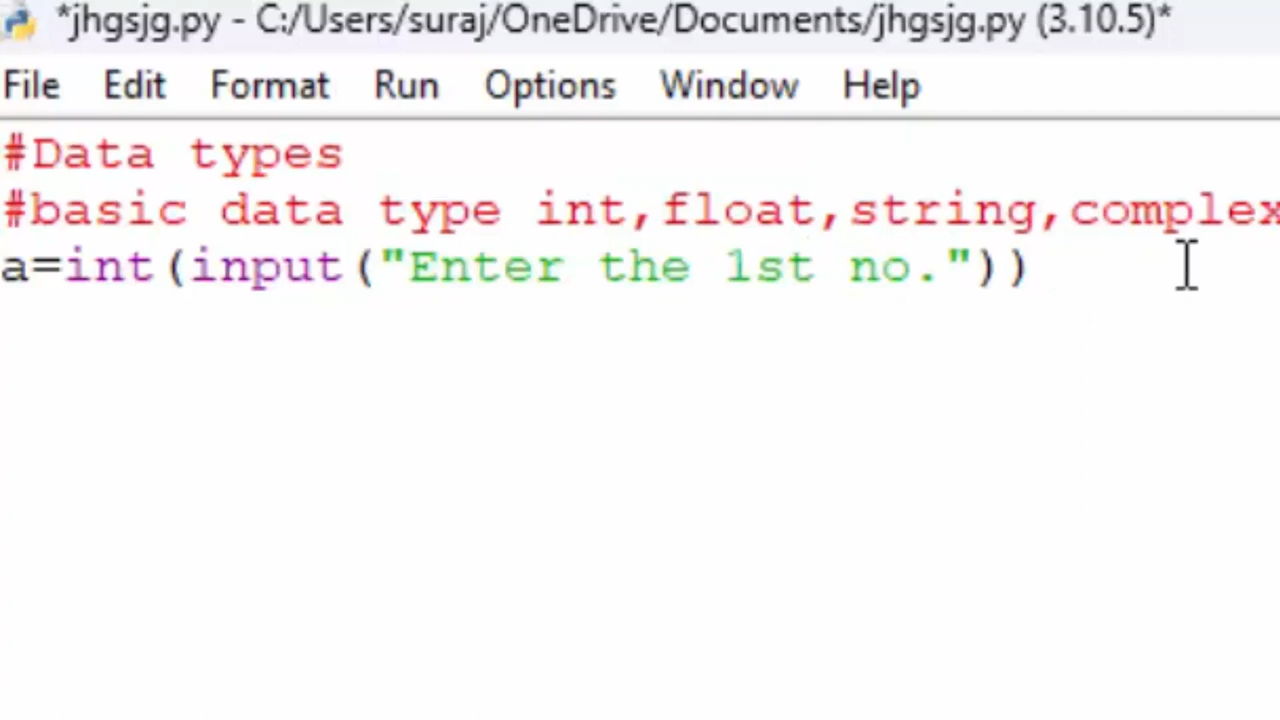 *jhgsjg.py - C:/Users/suraj/OneDrive/Documents/jhgsjg.py (3.10.5)*
File Edit Format Run Options Window Help
#Data types
#basic data type int,float,string,complex
a=int(input("Enter the 1st no."))